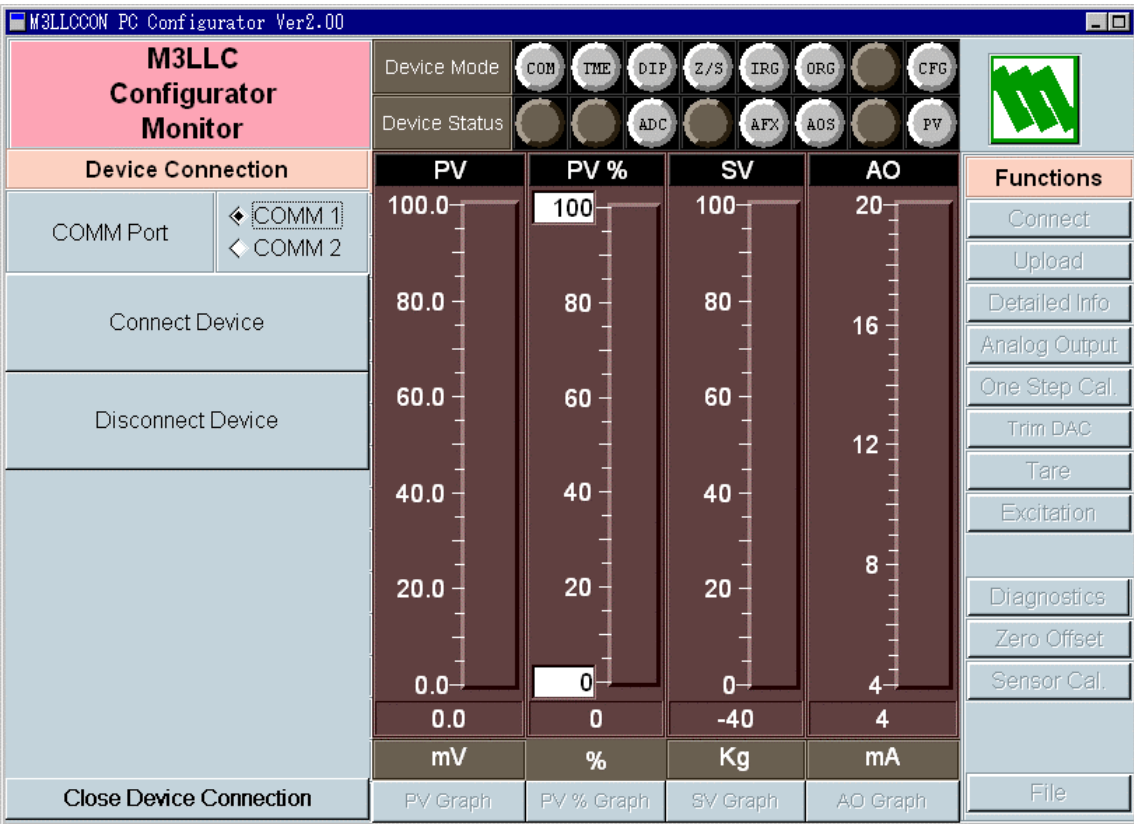 M3LLCCON PC Configurator Ver2.00
M3LLC
Configurator
Monitor
Device Mode
COM TME DIP Z/S IRG ORG CFG
Device Status
ADC AFX AOS PV
Device Connection
COMM Port
COMM 1
COMM 2
Connect Device
Disconnect Device
Close Device Connection
PV
100.0
80.0
60.0
40.0
20.0
0.0
0.0
mV
PV Graph
PV %
100
80
60
40
20
0
0
%
PV % Graph
SV
100
80
60
40
20
0
-40
Kg
SV Graph
AO
20
16
12
8
4
4
mA
AO Graph
Functions
Connect
Upload
Detailed Info
Analog Output
One Step Cal.
Trim DAC
Tare
Excitation
Diagnostics
Zero Offset
Sensor Cal.
File